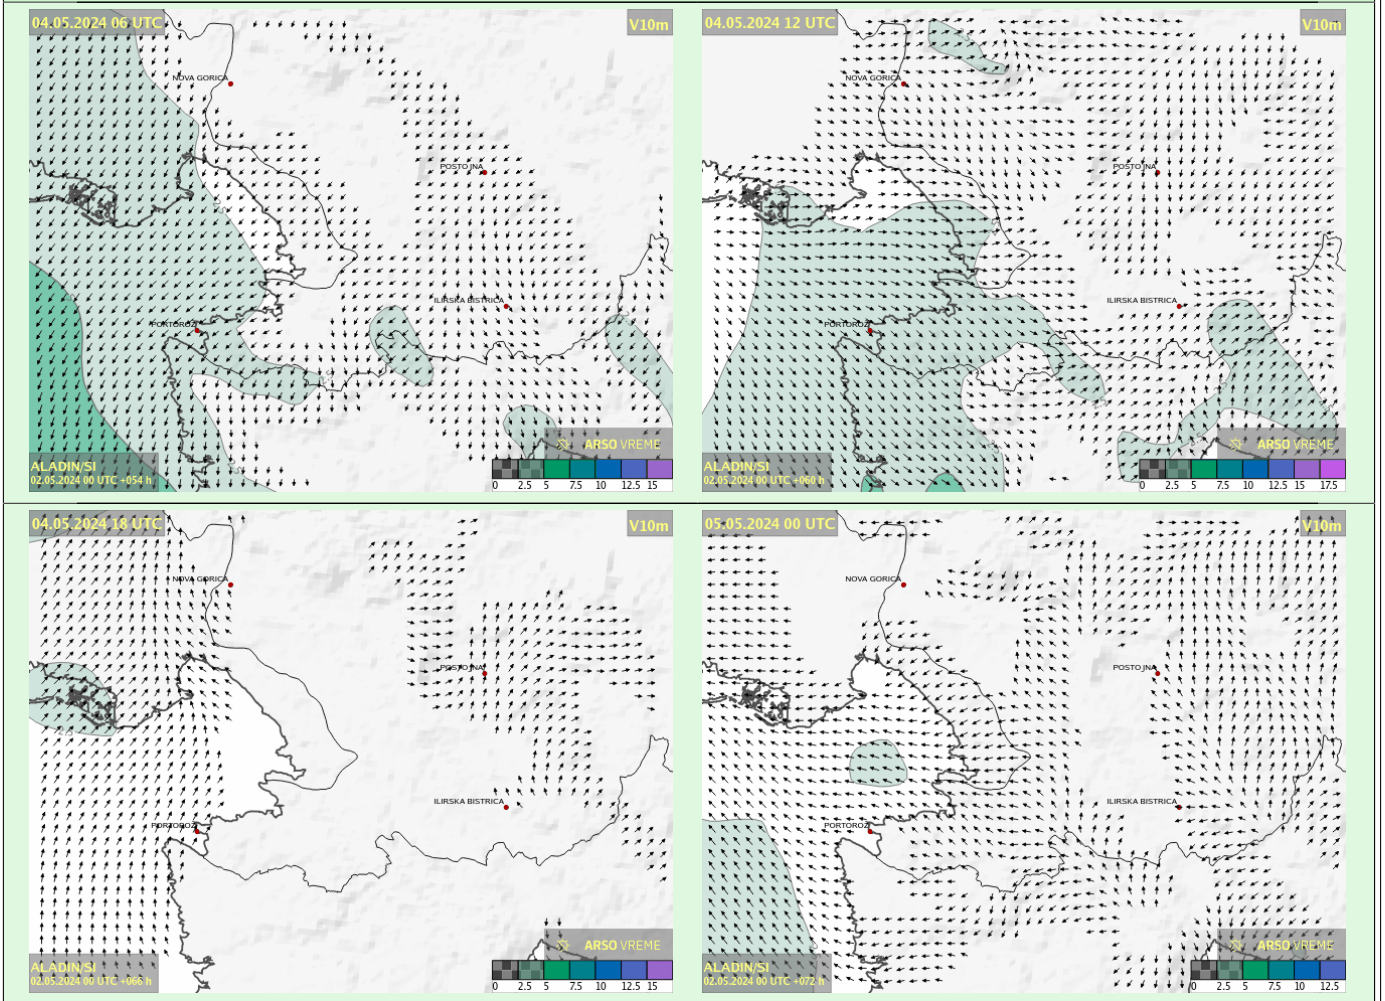 04.05.2024 06 UTC
V10m
NOVA GORICA
POSTOJNA
ILIRSKA BISTRICA
PORTOROŽ
ARSO VREME
ALADIN/SI
02.05.2024 00 UTC +054 h
0 2.5 5 7.5 10 12.5 15
04.05.2024 12 UTC
V10m
NOVA GORICA
POSTOJNA
ILIRSKA BISTRICA
PORTOROŽ
ARSO VREME
ALADIN/SI
02.05.2024 00 UTC +060 h
0 2.5 5 7.5 10 12.5 15 17.5
04.05.2024 18 UTC
V10m
NOVA GORICA
POSTOJNA
ILIRSKA BISTRICA
PORTOROŽ
ARSO VREME
ALADIN/SI
02.05.2024 00 UTC +066 h
0 2.5 5 7.5 10 12.5 15
05.05.2024 00 UTC
V10m
NOVA GORICA
POSTOJNA
ILIRSKA BISTRICA
PORTOROŽ
ARSO VREME
ALADIN/SI
02.05.2024 00 UTC +072 h
0 2.5 5 7.5 10 12.5